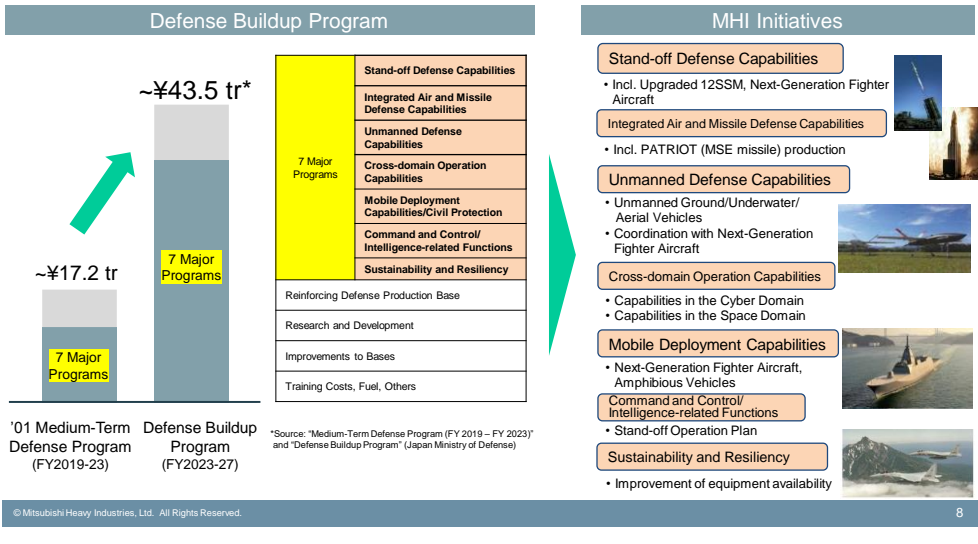 Defense Buildup Program
~¥43.5 tr*
~¥17.2 tr
7 Major
Programs
7 Major
Programs
’01 Medium-Term
Defense Program
(FY2019-23)
Defense Buildup
Program
(FY2023-27)
7 Major
Programs
Stand-off Defense Capabilities
Integrated Air and Missile
Defense Capabilities
Unmanned Defense
Capabilities
Cross-domain Operation
Capabilities
Mobile Deployment
Capabilities/Civil Protection
Command and Control/
Intelligence-related Functions
Sustainability and Resiliency
Reinforcing Defense Production Base
Research and Development
Improvements to Bases
Training Costs, Fuel, Others
*Source: “Medium-Term Defense Program (FY 2019 – FY 2023)”
and “Defense Buildup Program” (Japan Ministry of Defense)
MHI Initiatives
Stand-off Defense Capabilities
• Incl. Upgraded 12SSM, Next-Generation Fighter
Aircraft
Integrated Air and Missile Defense Capabilities
• Incl. PATRIOT (MSE missile) production
Unmanned Defense Capabilities
• Unmanned Ground/Underwater/
Aerial Vehicles
• Coordination with Next-Generation
Fighter Aircraft
Cross-domain Operation Capabilities
• Capabilities in the Cyber Domain
• Capabilities in the Space Domain
Mobile Deployment Capabilities
• Next-Generation Fighter Aircraft,
Amphibious Vehicles
Command and Control/
Intelligence-related Functions
• Stand-off Operation Plan
Sustainability and Resiliency
• Improvement of equipment availability
© Mitsubishi Heavy Industries, Ltd. All Rights Reserved.
8